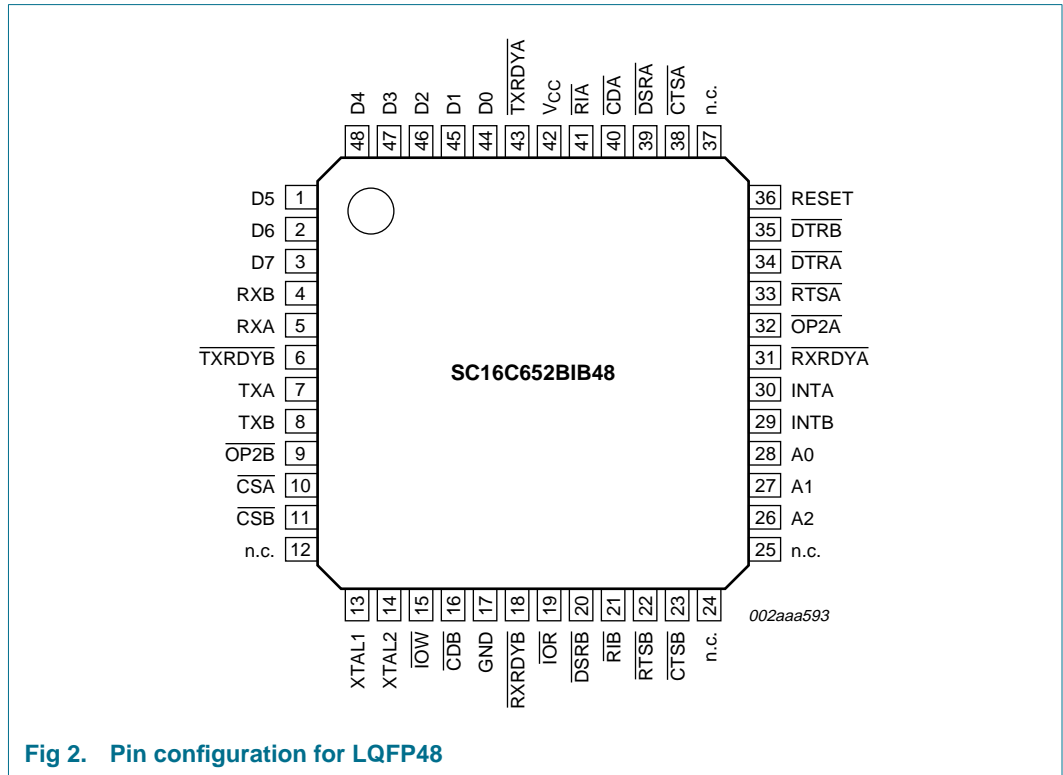 D4 D3 D2 D1 D0 TXRDYA VCC RIA CDA DSRA CTSA n.c.
48 47 46 45 44 43 42 41 40 39 38 37
D5 1
D6 2
D7 3
RXB 4
RXA 5
TXRDYB 6
TXA 7
TXB 8
OP2B 9
CSA 10
CSB 11
n.c. 12
SC16C652BIB48
36 RESET
35 DTRB
34 DTRA
33 RTSA
32 OP2A
31 RXRDYA
30 INTA
29 INTB
28 A0
27 A1
26 A2
25 n.c.
13 14 15 16 17 18 19 20 21 22 23 24
XTAL1 XTAL2 IOW CDB GND RXRDYB IOR DSRB RIB RTSB CTSB n.c.
002aaa593
Fig 2. Pin configuration for LQFP48